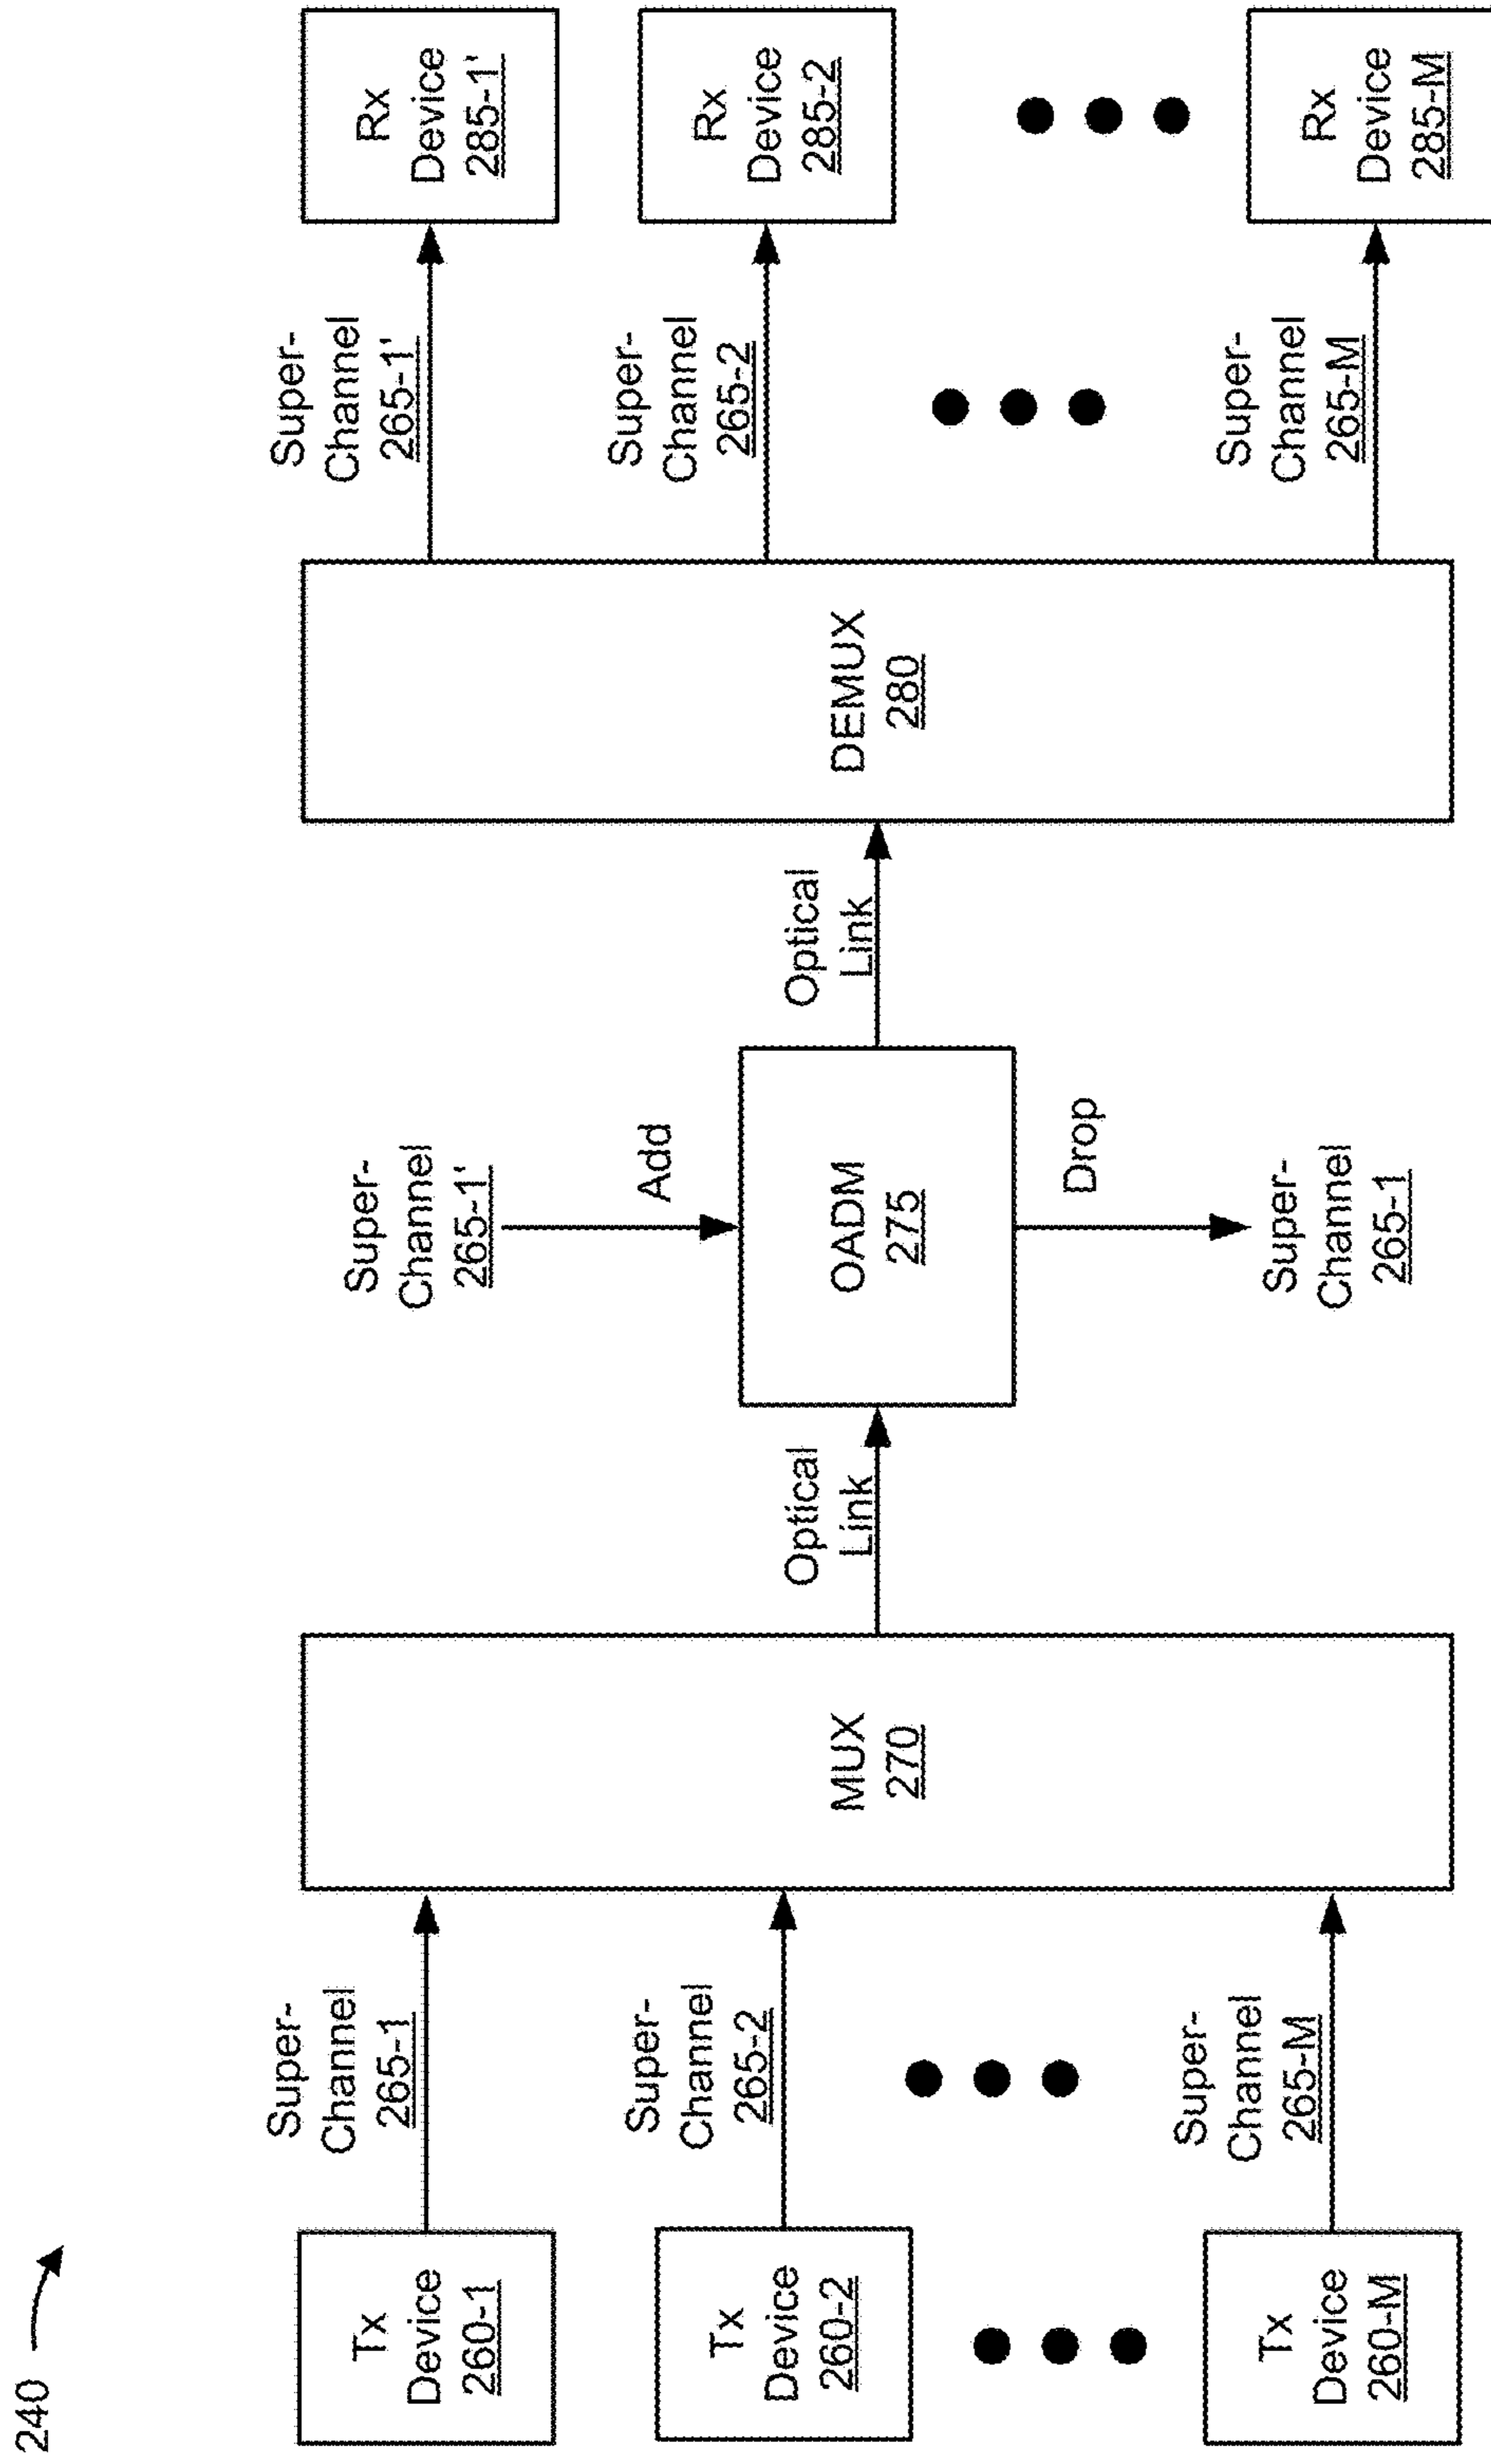 240
Tx
Device
260-1
Tx
Device
260-2
Tx
Device
260-M
Super-
Channel
265-1
Super-
Channel
265-2
Super-
Channel
265-M
MUX
270
Optical
Link
Super-
Channel
265-1'
Add
OADM
275
Drop
Super-
Channel
265-1
Optical
Link
DEMUX
280
Super-
Channel
265-1'
Super-
Channel
265-2
Super-
Channel
265-M
Rx
Device
285-1'
Rx
Device
285-2
Rx
Device
285-M